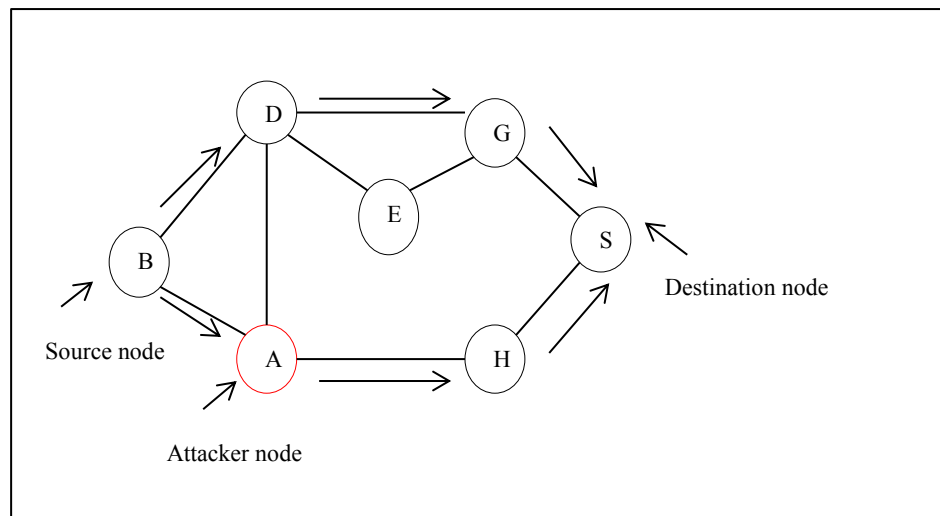 D
G
E
B
S
Destination node
Source node
A
H
Attacker node